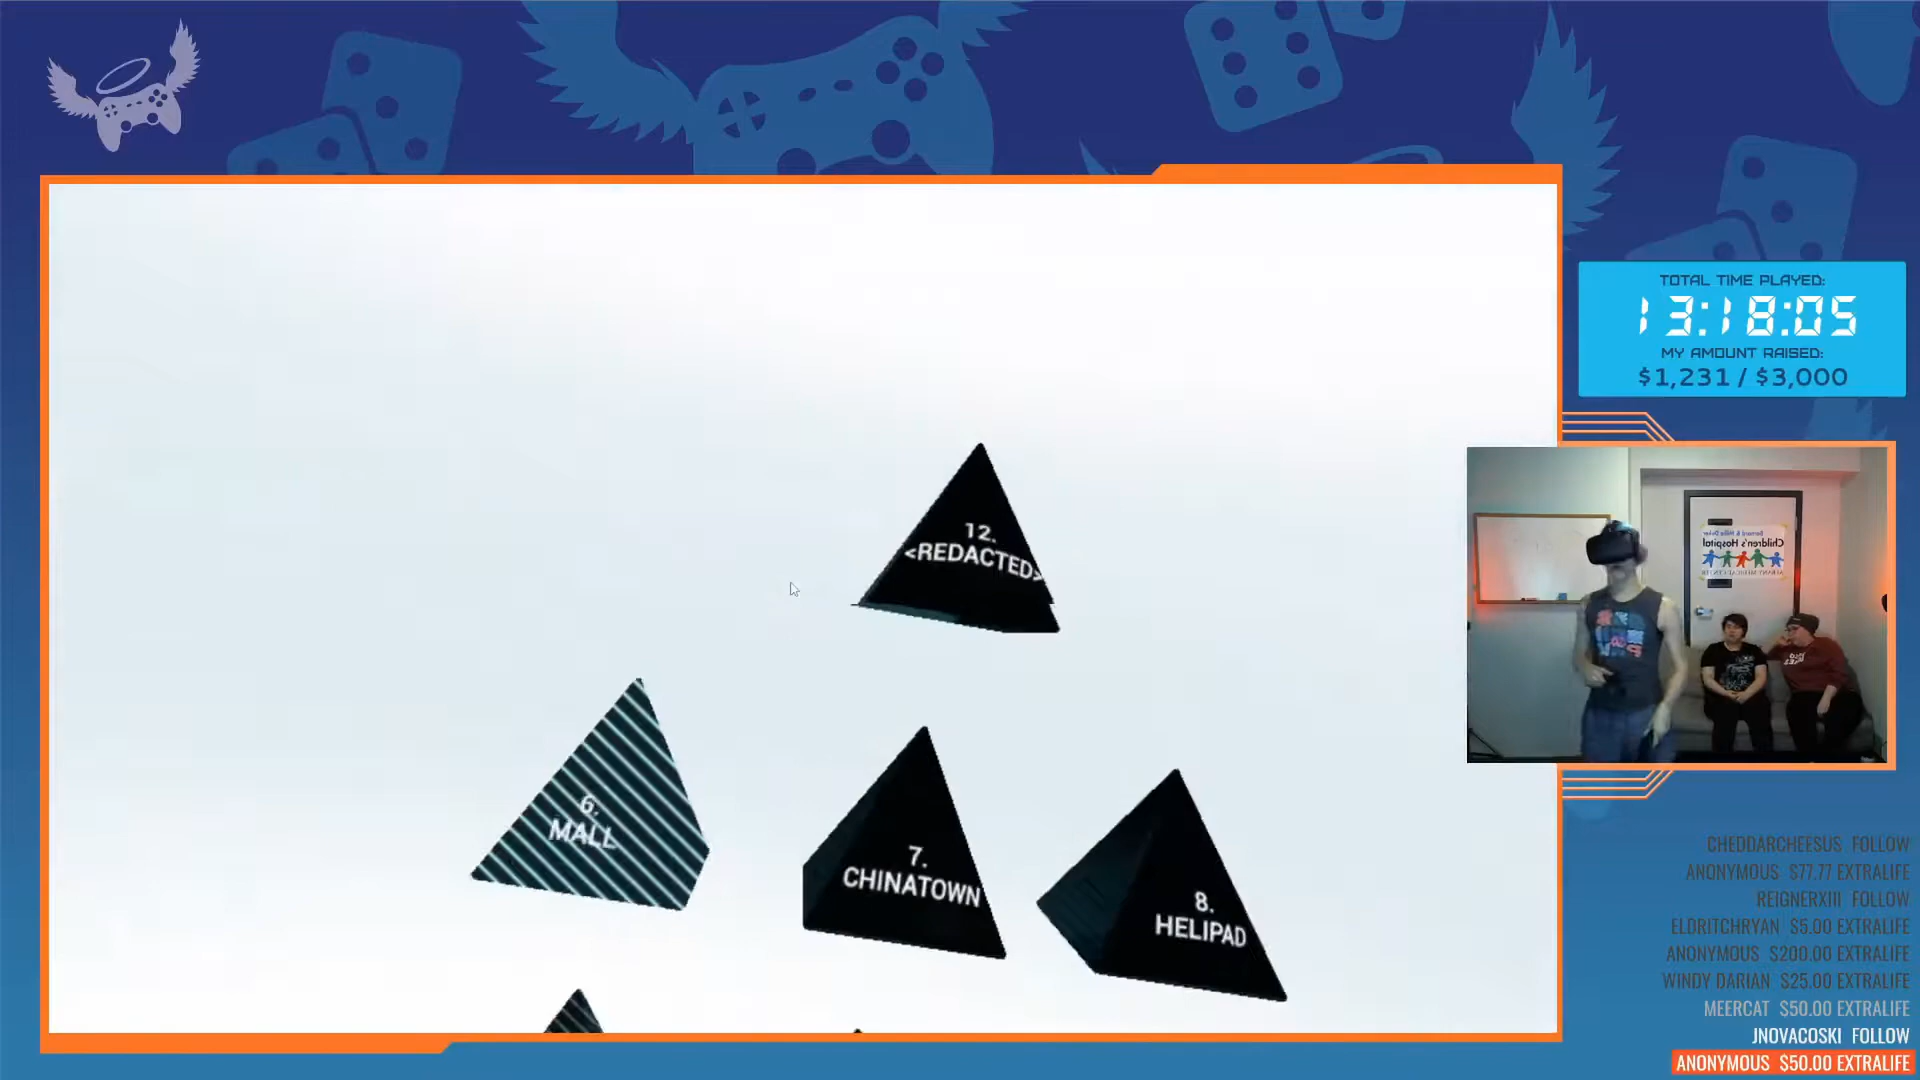 TOTAL TIME PLAYED:
13:18:05
MY AMOUNT RAISED:
$1,231 / $3,000
12.
<REDACTED>
6.
MALL
7.
CHINATOWN
8.
HELIPAD
Children's Hospital
CHEDDARCHEESUS FOLLOW
ANONYMOUS $77.77 EXTRALIFE
REIGNERXIII FOLLOW
ELDRITCHRYAN $5.00 EXTRALIFE
ANONYMOUS $200.00 EXTRALIFE
WINDY DARIAN $25.00 EXTRALIFE
MEERCAT $50.00 EXTRALIFE
JNOVACOSKI FOLLOW
ANONYMOUS $50.00 EXTRALIFE